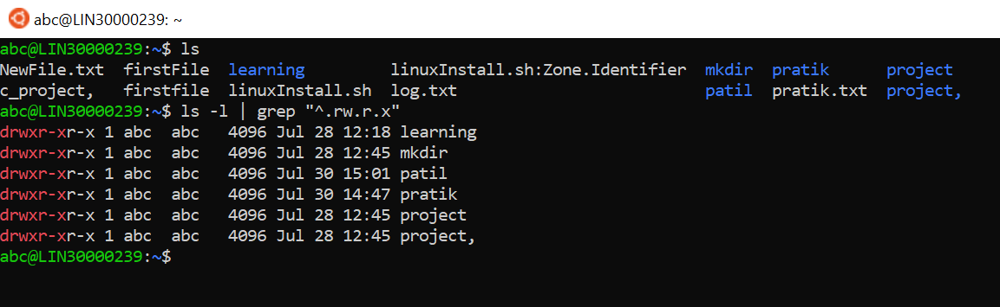 abc@LIN30000239: ~
abc@LIN30000239:~$ ls
NewFile.txt  firstFile  learning         linuxInstall.sh:Zone.Identifier  mkdir  pratik      project
c_project,   firstfile  linuxInstall.sh  log.txt                          patil  pratik.txt  project,
abc@LIN30000239:~$ ls -l | grep "^.rw.r.x"
drwxr-xr-x 1 abc  abc   4096 Jul 28 12:18 learning
drwxr-xr-x 1 abc  abc   4096 Jul 28 12:45 mkdir
drwxr-xr-x 1 abc  abc   4096 Jul 30 15:01 patil
drwxr-xr-x 1 abc  abc   4096 Jul 30 14:47 pratik
drwxr-xr-x 1 abc  abc   4096 Jul 28 12:45 project
drwxr-xr-x 1 abc  abc   4096 Jul 28 12:45 project,
abc@LIN30000239:~$